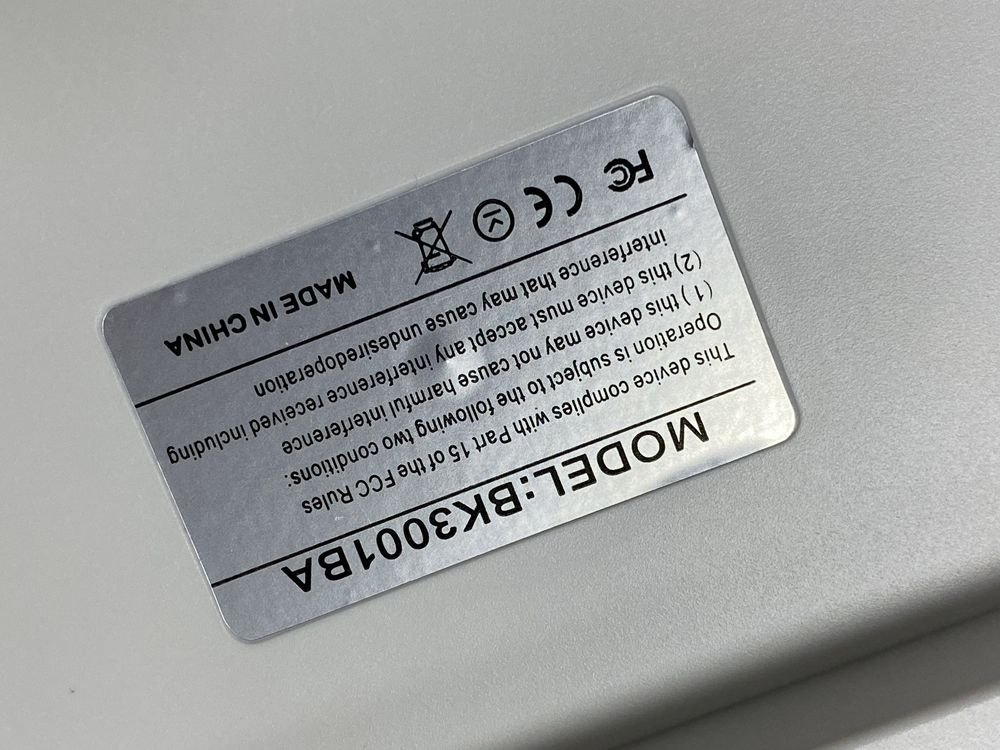 MODEL:BK3001BA
This device complies with Part 15 of the FCC Rules
Operation is subject to the following two conditions:
(1) this device may not cause harmful interference
(2) this device must accept any interference received including
interference that may cause undesiredoperation
FC CE MADE IN CHINA